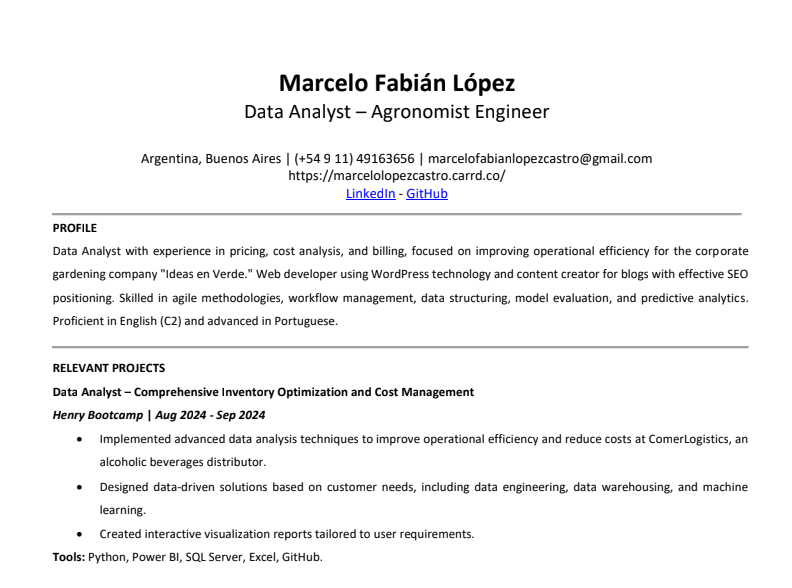 Marcelo Fabián López
Data Analyst – Agronomist Engineer
Argentina, Buenos Aires | (+54 9 11) 49163656 | marcelofabianlopezcastro@gmail.com
https://marcelolopezcastro.carrd.co/
LinkedIn - GitHub
PROFILE
Data Analyst with experience in pricing, cost analysis, and billing, focused on improving operational efficiency for the corporate
gardening company "Ideas en Verde." Web developer using WordPress technology and content creator for blogs with effective SEO
positioning. Skilled in agile methodologies, workflow management, data structuring, model evaluation, and predictive analytics.
Proficient in English (C2) and advanced in Portuguese.
RELEVANT PROJECTS
Data Analyst – Comprehensive Inventory Optimization and Cost Management
Henry Bootcamp | Aug 2024 - Sep 2024
• Implemented advanced data analysis techniques to improve operational efficiency and reduce costs at ComerLogistics, an
alcoholic beverages distributor.
• Designed data-driven solutions based on customer needs, including data engineering, data warehousing, and machine
learning.
• Created interactive visualization reports tailored to user requirements.
Tools: Python, Power BI, SQL Server, Excel, GitHub.